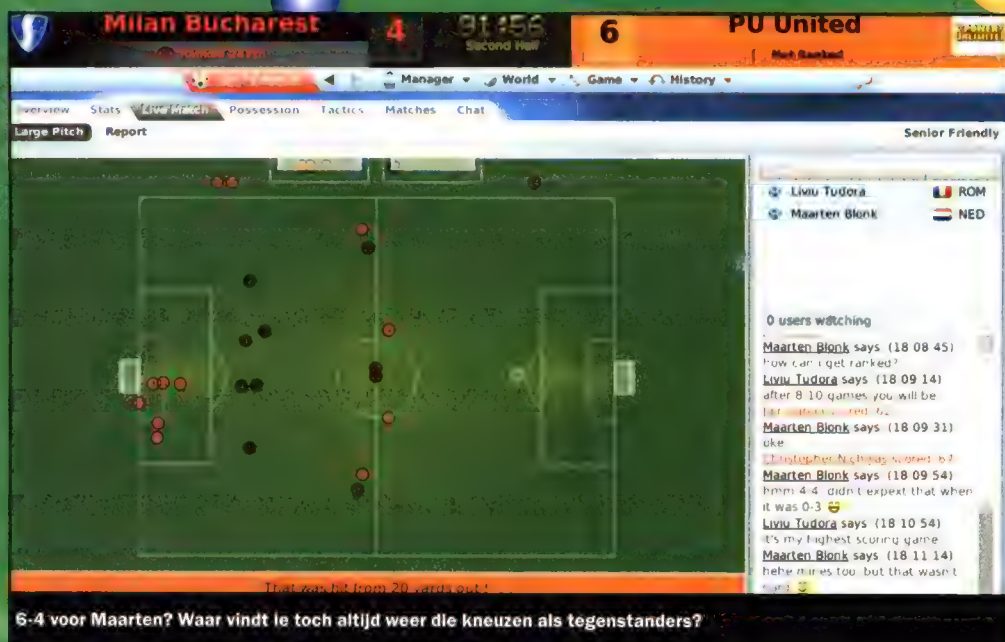 Milan Bucharest 4 91:56 6 PU United
Second Half
Not Ranked
Manager World Game History
Overview Stats Live Match Possession Tactics Matches Chat
Large Pitch Report Senior Friendly
Liviu Tudora ROM
Maarten Blonk NED
0 users watching
Maarten Blonk says (18 08 45)
how can i get ranked?
Liviu Tudora says (18 09 14)
after 8 10 games you will be
Maarten Blonk says (18 09 31)
oke
scored 67
Maarten Blonk says (18 09 54)
hmm 4-4 didn't expext that when
it was 0-3
Liviu Tudora says (18 10 54)
it's my highest scoring game
Maarten Blonk says (18 11 14)
hehe mines too but that wasn't
That was hit from 20 yards out !
6-4 voor Maarten? Waar vindt ie toch altijd weer die kneuzen als tegenstanders?